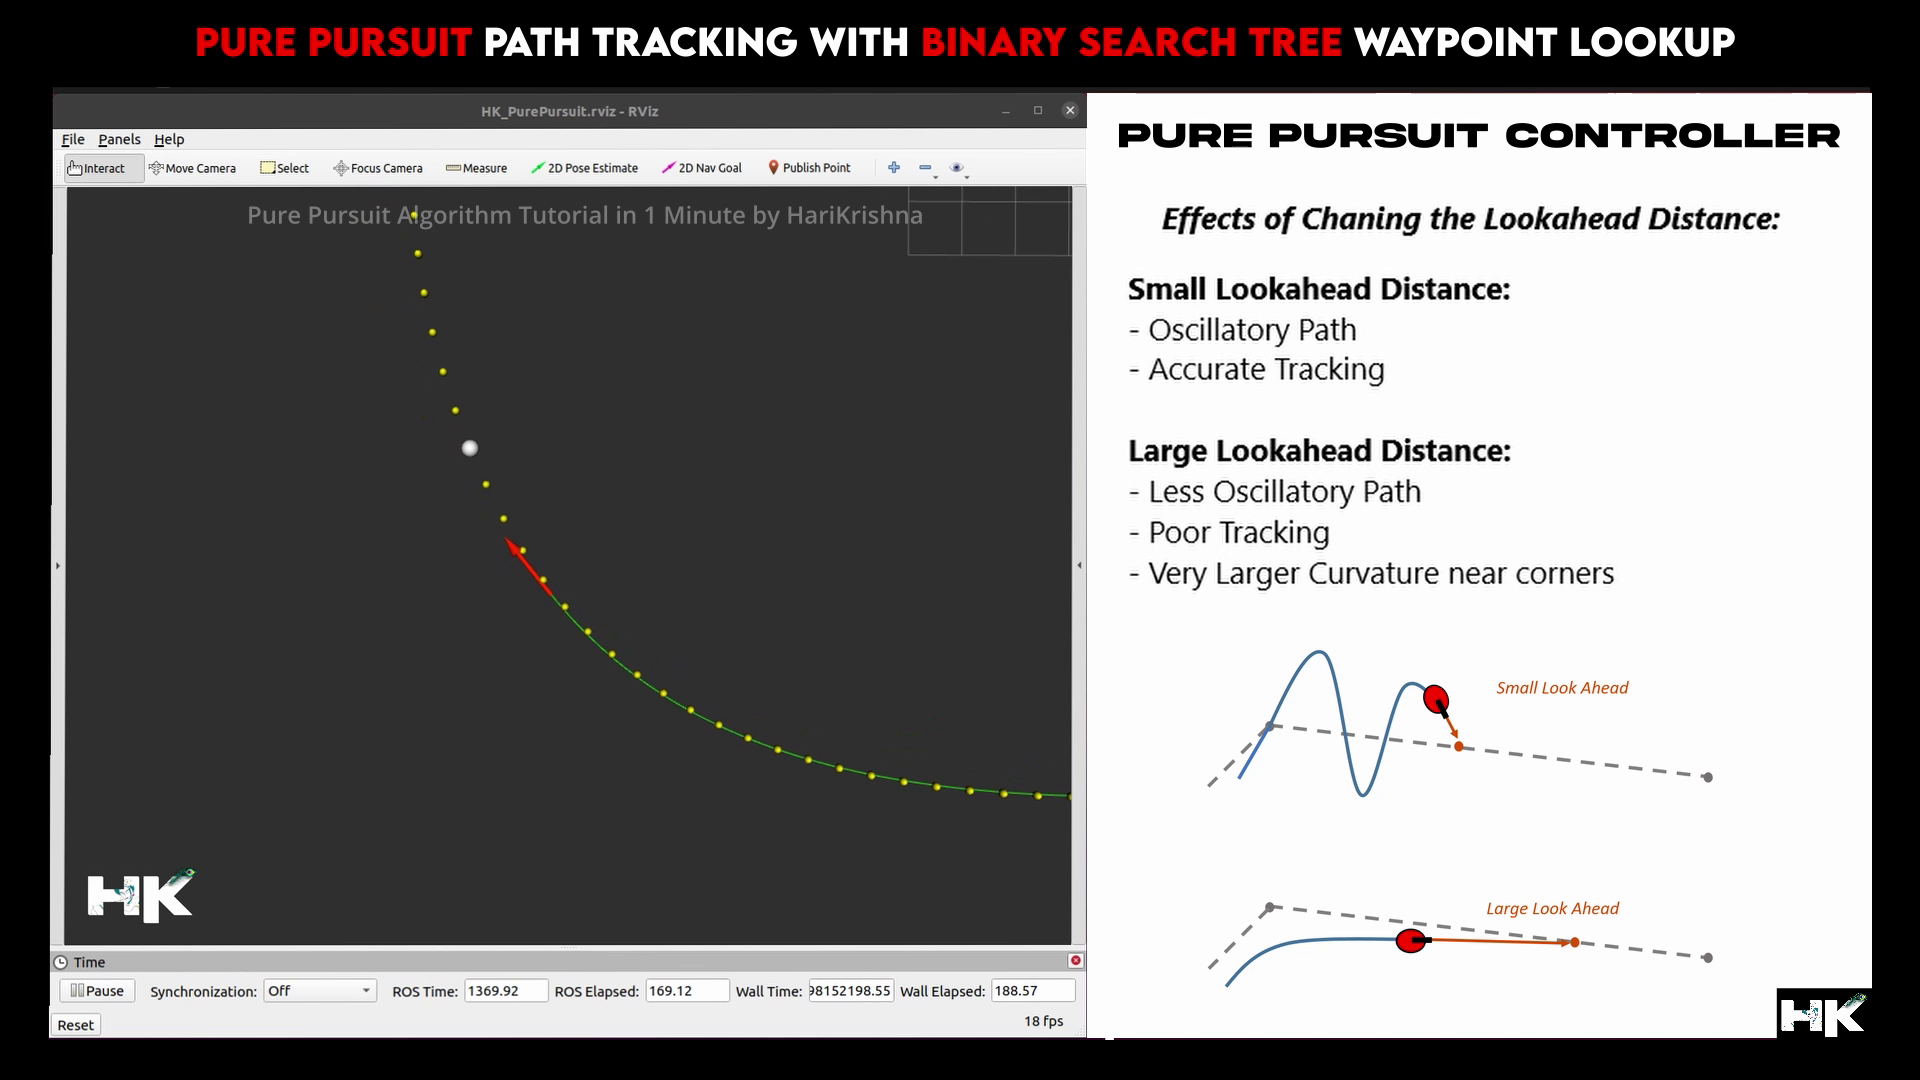 PURE PURSUIT PATH TRACKING WITH BINARY SEARCH TREE WAYPOINT LOOKUP
HK_PurePursuit.rviz - RViz
File Panels Help
Interact Move Camera Select Focus Camera Measure 2D Pose Estimate 2D Nav Goal Publish Point
Pure Pursuit Algorithm Tutorial in 1 Minute by HariKrishna
HK
Time
Pause Synchronization: Off ROS Time: 1369.92 ROS Elapsed: 169.12 Wall Time: 98152198.55 Wall Elapsed: 188.57
Reset 18 fps
PURE PURSUIT CONTROLLER
Effects of Chaning the Lookahead Distance:
Small Lookahead Distance:
- Oscillatory Path
- Accurate Tracking
Large Lookahead Distance:
- Less Oscillatory Path
- Poor Tracking
- Very Larger Curvature near corners
Small Look Ahead
Large Look Ahead
HK